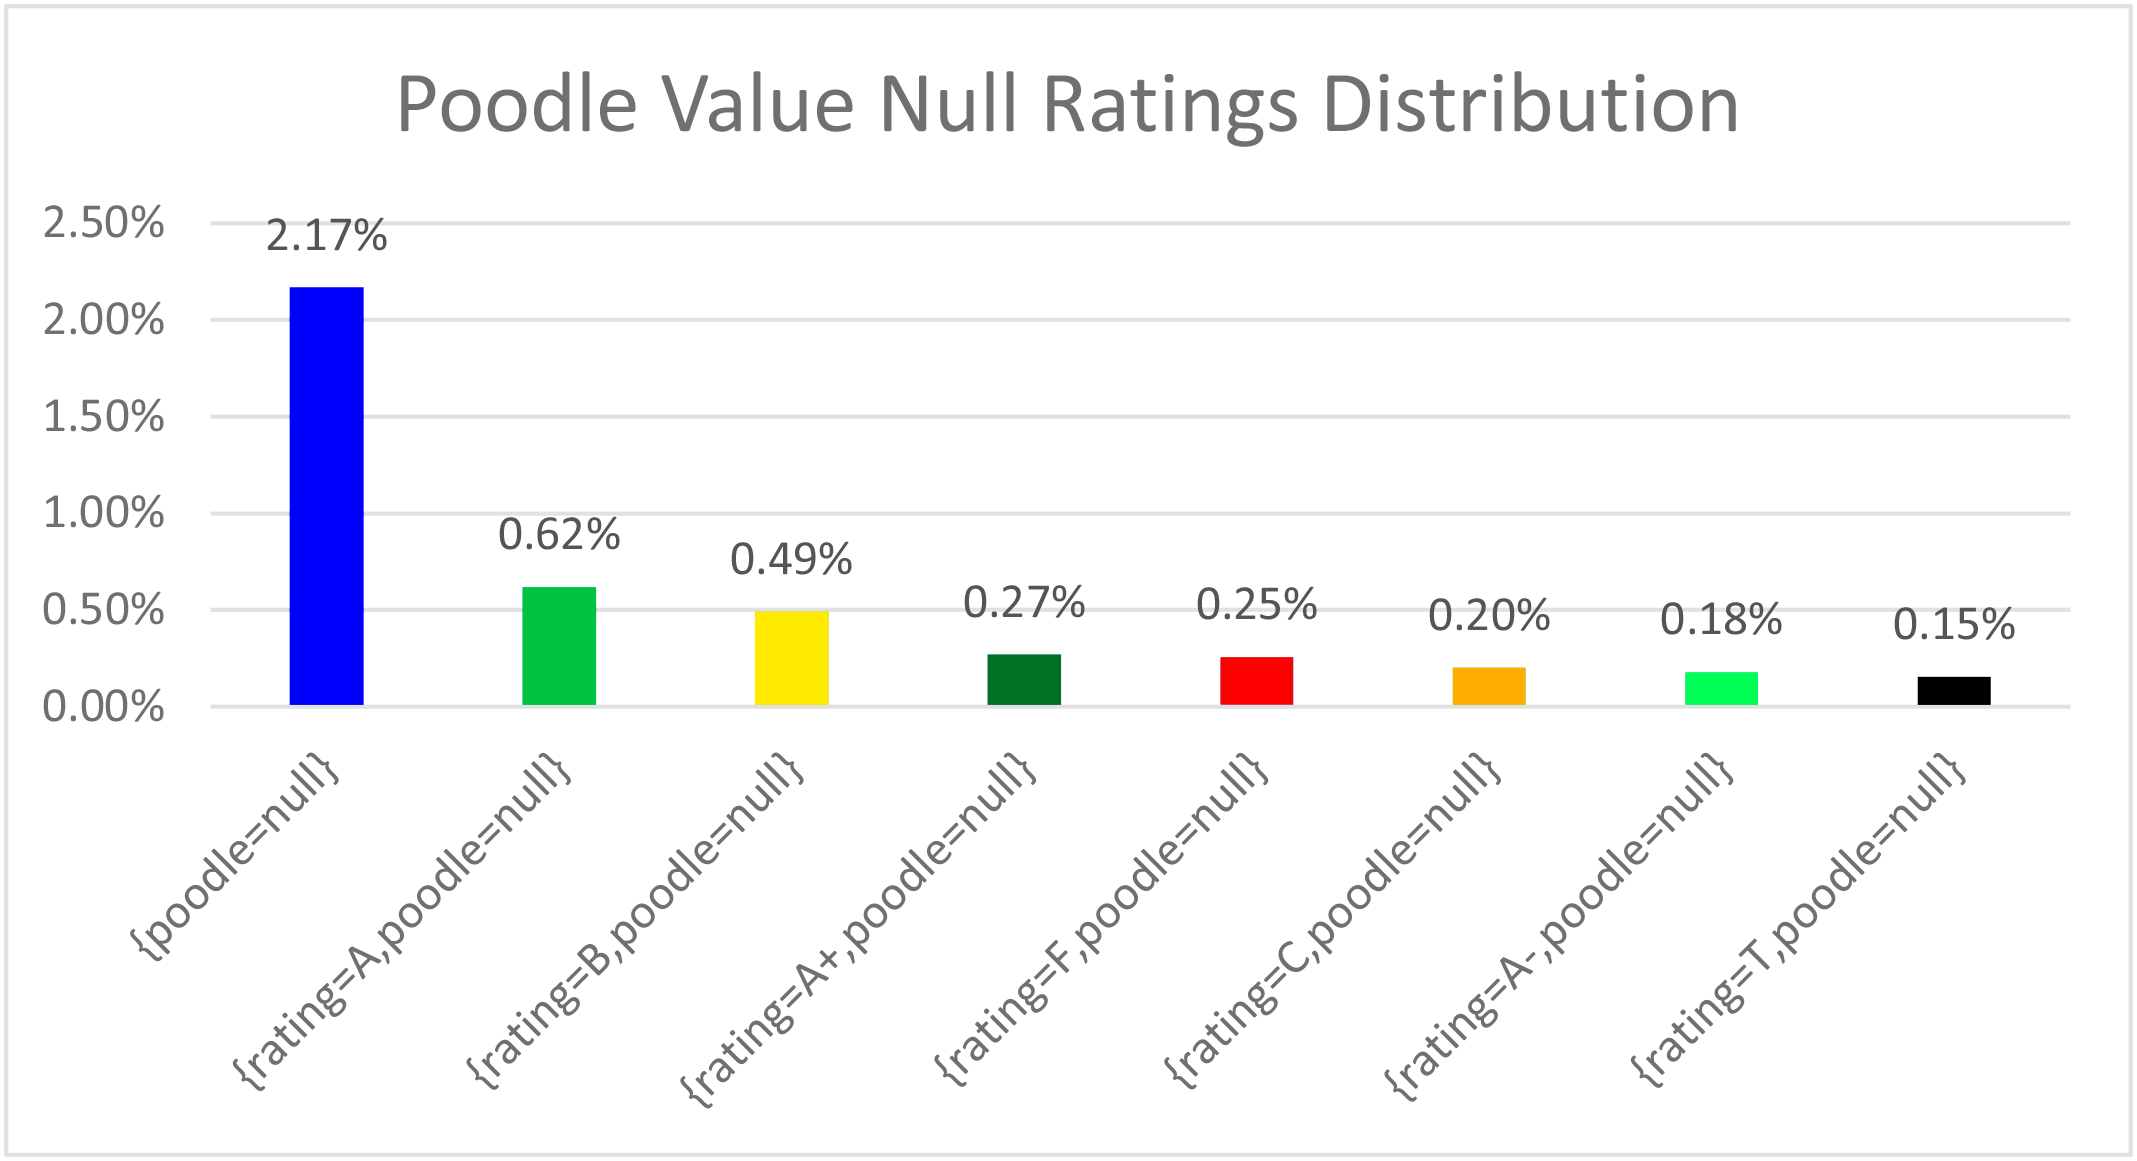 Poodle Value Null Ratings Distribution
2.50%
2.00%
1.50%
1.00%
0.50%
0.00%
2.17%
0.62%
0.49%
0.27%
0.25%
0.20%
0.18%
0.15%
{poodle=null}
{rating=A,poodle=null}
{rating=B,poodle=null}
{rating=A+,poodle=null}
{rating=F,poodle=null}
{rating=C,poodle=null}
{rating=A-,poodle=null}
{rating=T,poodle=null}